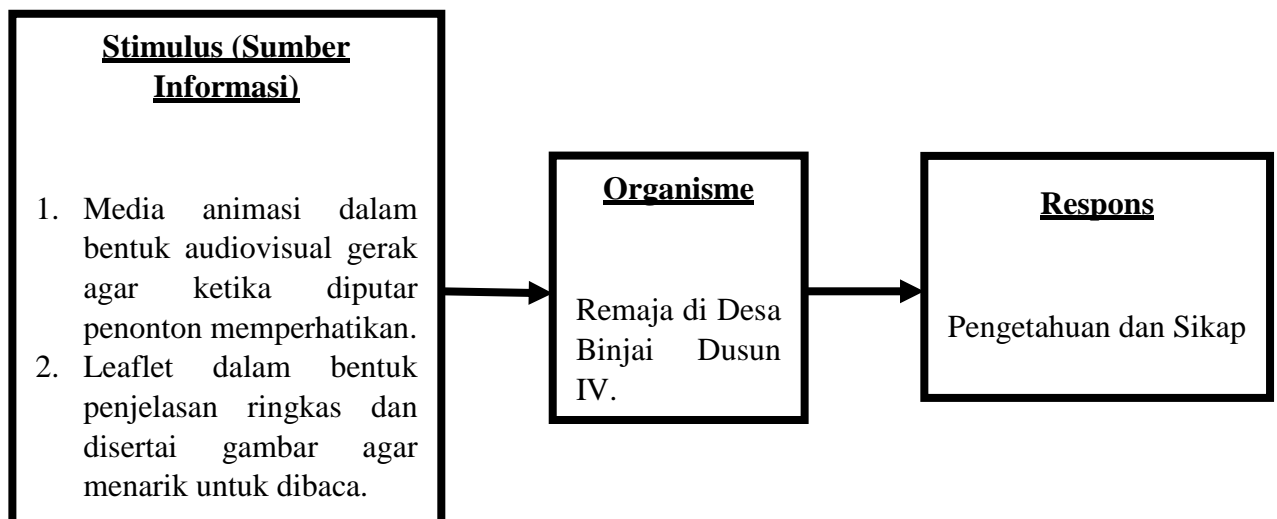 Stimulus (Sumber
Informasi)
1. Media animasi dalam
bentuk audiovisual gerak
agar ketika diputar
penonton memperhatikan.
2. Leaflet dalam bentuk
penjelasan ringkas dan
disertai gambar agar
menarik untuk dibaca.
Organisme
Remaja di Desa
Binjai Dusun
IV.
Respons
Pengetahuan dan Sikap